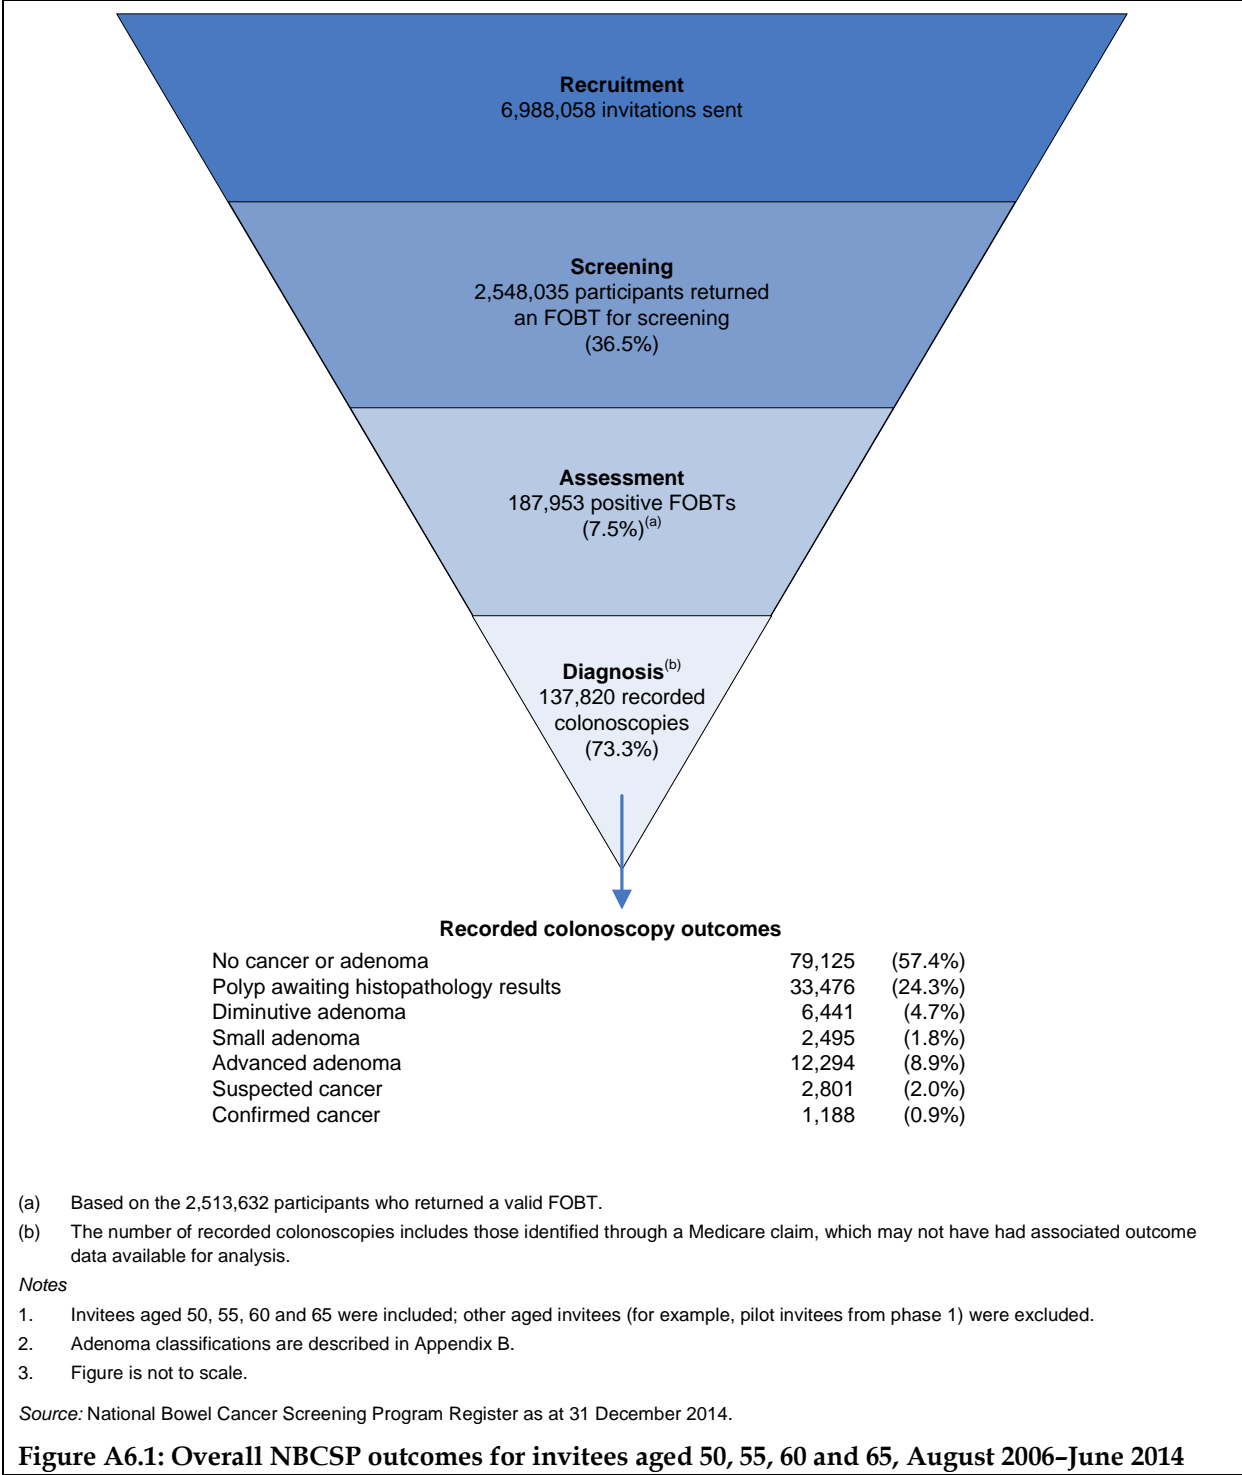 Recruitment
6,988,058 invitations sent
Screening
2,548,035 participants returned
an FOBT for screening
(36.5%)
Assessment
187,953 positive FOBTs
(7.5%)(a)
Diagnosis(b)
137,820 recorded
colonoscopies
(73.3%)
Recorded colonoscopy outcomes
No cancer or adenoma 79,125 (57.4%)
Polyp awaiting histopathology results 33,476 (24.3%)
Diminutive adenoma 6,441 (4.7%)
Small adenoma 2,495 (1.8%)
Advanced adenoma 12,294 (8.9%)
Suspected cancer 2,801 (2.0%)
Confirmed cancer 1,188 (0.9%)
(a) Based on the 2,513,632 participants who returned a valid FOBT.
(b) The number of recorded colonoscopies includes those identified through a Medicare claim, which may not have had associated outcome
data available for analysis.
Notes
1. Invitees aged 50, 55, 60 and 65 were included; other aged invitees (for example, pilot invitees from phase 1) were excluded.
2. Adenoma classifications are described in Appendix B.
3. Figure is not to scale.
Source: National Bowel Cancer Screening Program Register as at 31 December 2014.
Figure A6.1: Overall NBCSP outcomes for invitees aged 50, 55, 60 and 65, August 2006–June 2014